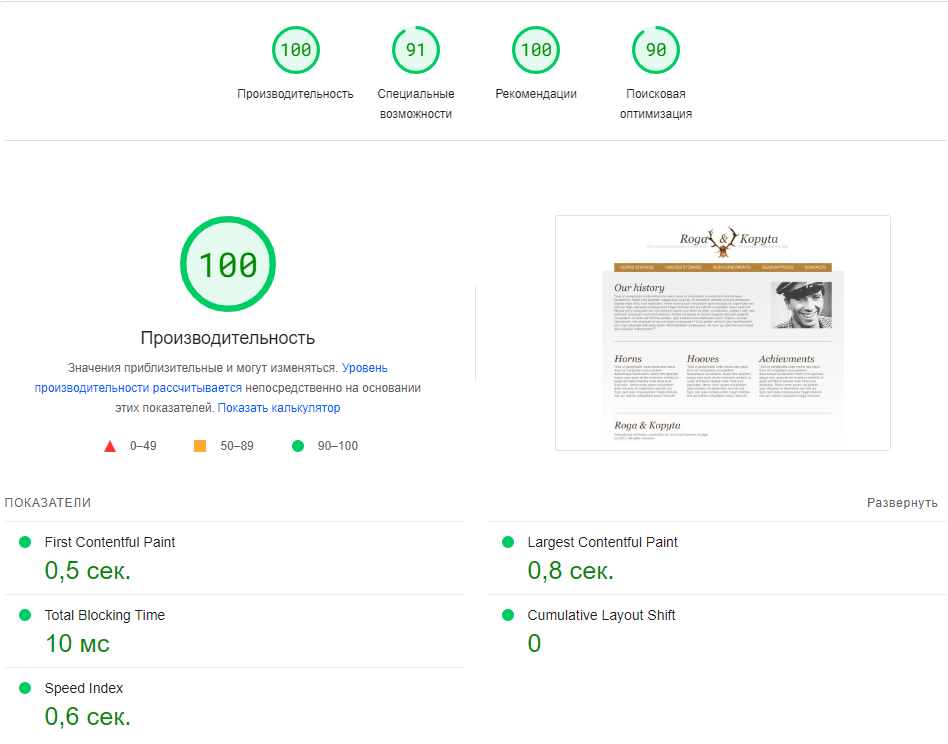 100
91
100
90
Производительность
Специальные
возможности
Рекомендации
Поисковая
оптимизация
100
Производительность
Значения приблизительные и могут изменяться. Уровень
производительности рассчитывается непосредственно на основании
этих показателей. Показать калькулятор
0–49
50–89
90–100
Roga & Kopyta
HORNS STORAGE
HOOVES STORAGE
SEASON PRICES
CONTACTS
Our history
Horns
Hooves
Achievments
Roga & Kopyta
ПОКАЗАТЕЛИ
Развернуть
First Contentful Paint
0,5 сек.
Largest Contentful Paint
0,8 сек.
Total Blocking Time
10 мс
Cumulative Layout Shift
0
Speed Index
0,6 сек.